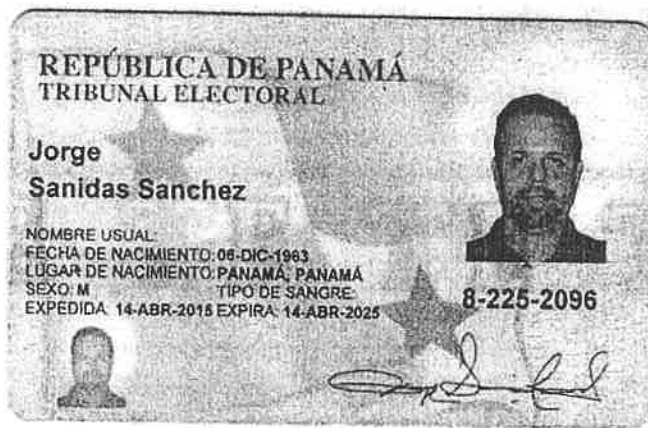 REPÚBLICA DE PANAMÁ
TRIBUNAL ELECTORAL
Jorge
Sanidas Sanchez
NOMBRE USUAL:
FECHA DE NACIMIENTO: 06-DIC-1963
LUGAR DE NACIMIENTO: PANAMÁ, PANAMÁ
SEXO: M TIPO DE SANGRE:
EXPEDIDA: 14-ABR-2015 EXPIRA: 14-ABR-2025
8-225-2096